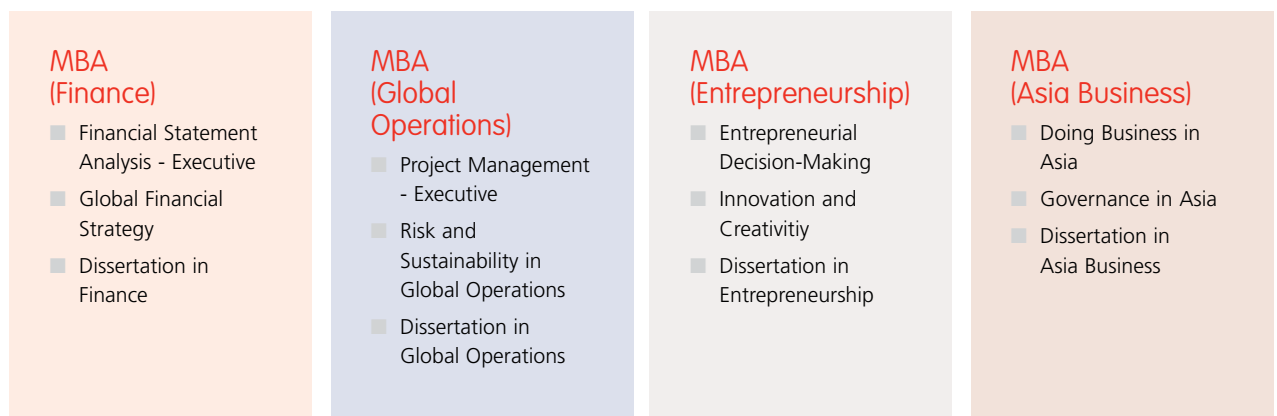 MBA
(Finance)
Financial Statement
Analysis - Executive
Global Financial
Strategy
Dissertation in
Finance
MBA
(Global
Operations)
Project Management
- Executive
Risk and
Sustainability in
Global Operations
Dissertation in
Global Operations
MBA
(Entrepreneurship)
Entrepreneurial
Decision-Making
Innovation and
Creativitiy
Dissertation in
Entrepreneurship
MBA
(Asia Business)
Doing Business in
Asia
Governance in Asia
Dissertation in
Asia Business